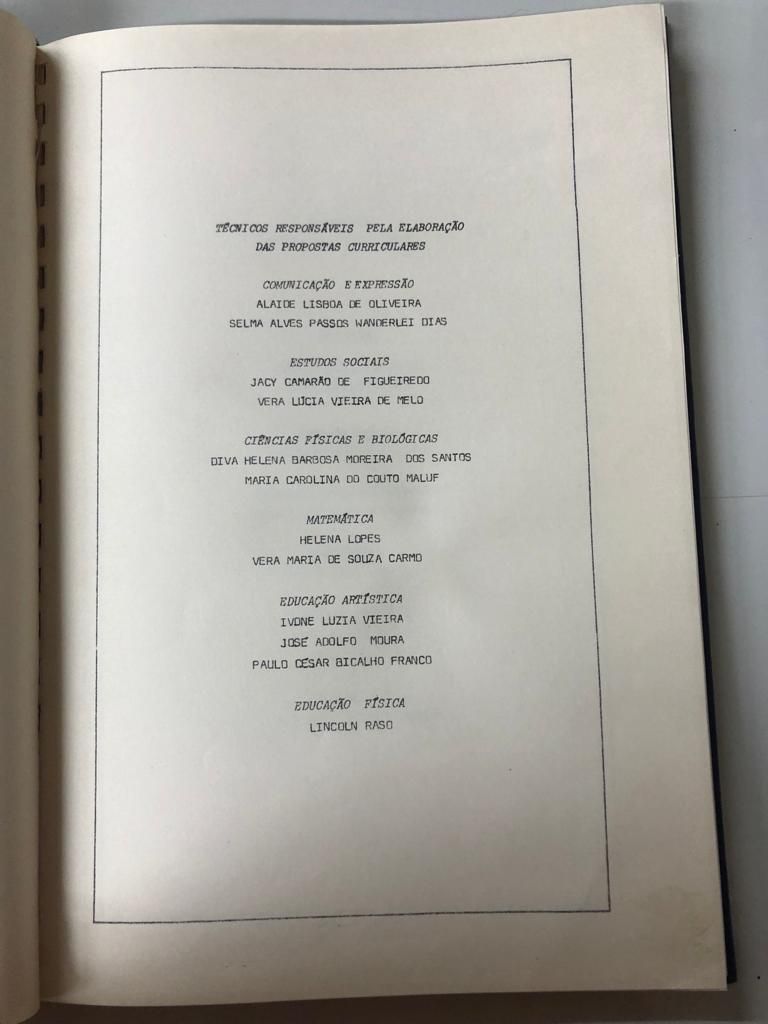 TÉCNICOS RESPONSÁVEIS PELA ELABORAÇÃO
DAS PROPOSTAS CURRICULARES
COMUNICAÇÃO E EXPRESSÃO
ALAIDE LISBOA DE OLIVEIRA
SELMA ALVES PASSOS WANDERLEI DIAS
ESTUDOS SOCIAIS
JACY CAMARÃO DE FIGUEIREDO
VERA LÚCIA VIEIRA DE MELO
CIÊNCIAS FÍSICAS E BIOLÓGICAS
DIVA HELENA BARBOSA MOREIRA DOS SANTOS
MARIA CAROLINA DO COUTO MALUF
MATEMÁTICA
HELENA LOPES
VERA MARIA DE SOUZA CARMO
EDUCAÇÃO ARTÍSTICA
IVONE LUZIA VIEIRA
JOSÉ ADOLFO MOURA
PAULO CÉSAR BICALHO FRANCO
EDUCAÇÃO FÍSICA
LINCOLN RASO